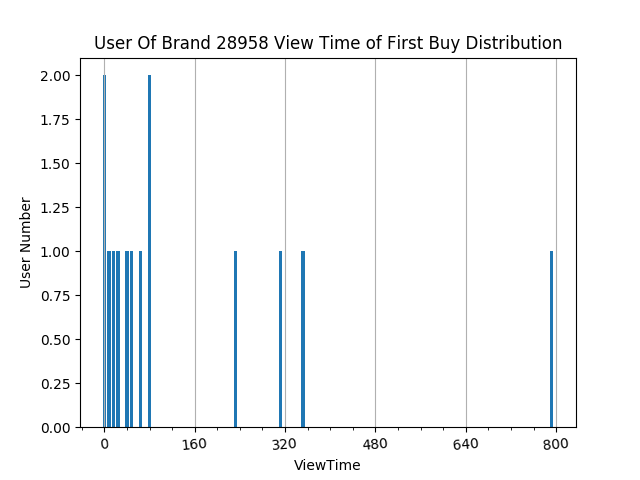 User Of Brand 28958 View Time of First Buy Distribution
2.00
1.75
1.50
1.25
1.00
0.75
0.50
0.25
0.00
User Number
0 160 320 480 640 800
ViewTime